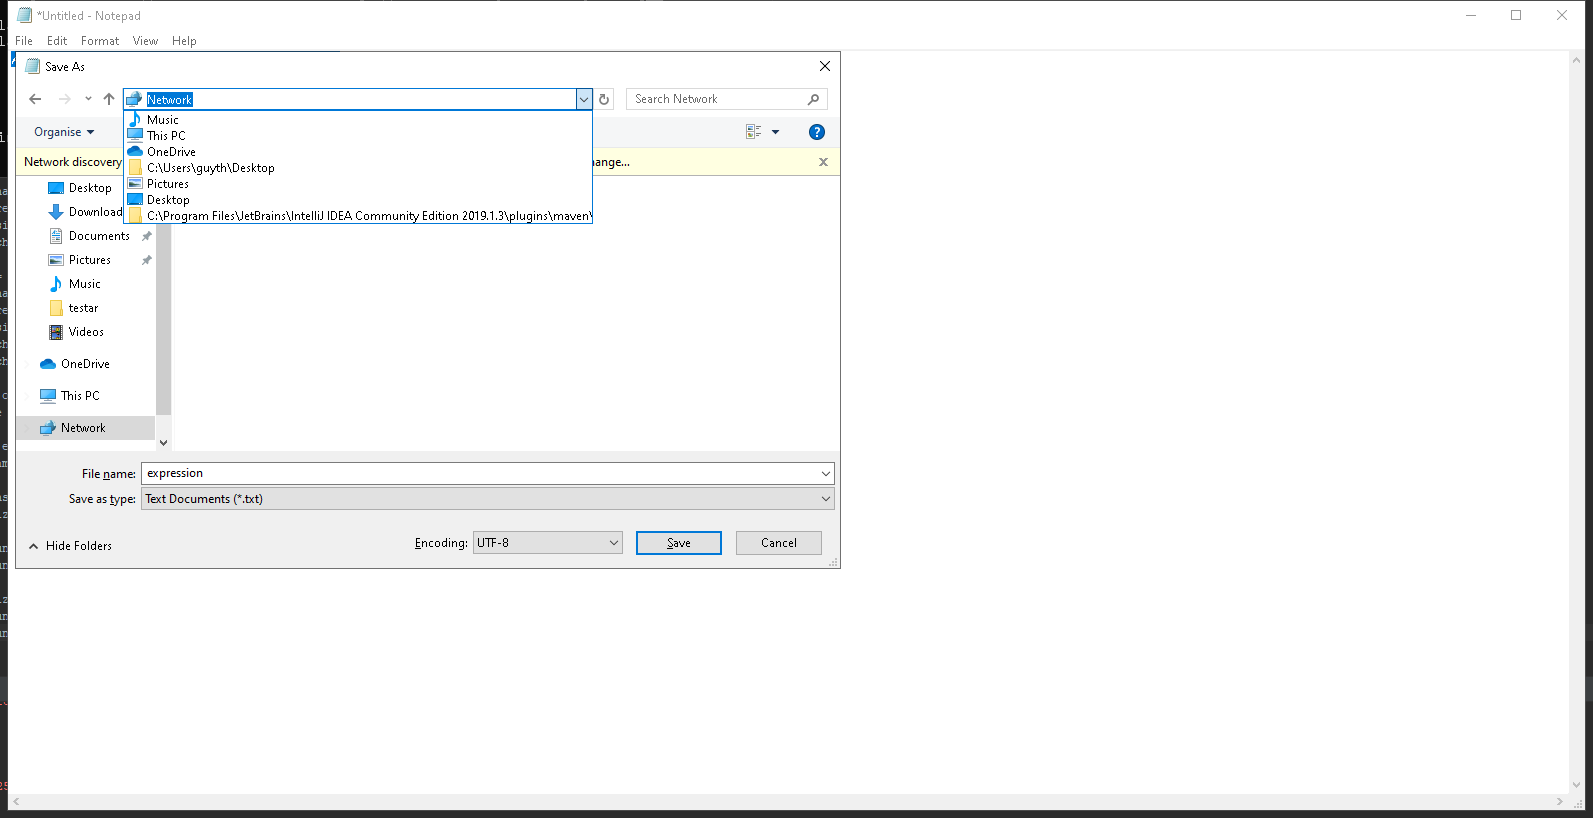 *Untitled - Notepad
File Edit Format View Help
Save As
Network
Search Network
Music
This PC
OneDrive
C:\Users\guyth\Desktop
Pictures
Desktop
C:\Program Files\JetBrains\IntelliJ IDEA Community Edition 2019.1.3\plugins\maven\
Organise
Network discovery
ange...
Desktop
Download
Documents
Pictures
Music
testar
Videos
OneDrive
This PC
Network
File name: expression
Save as type: Text Documents (*.txt)
Hide Folders
Encoding: UTF-8
Save
Cancel